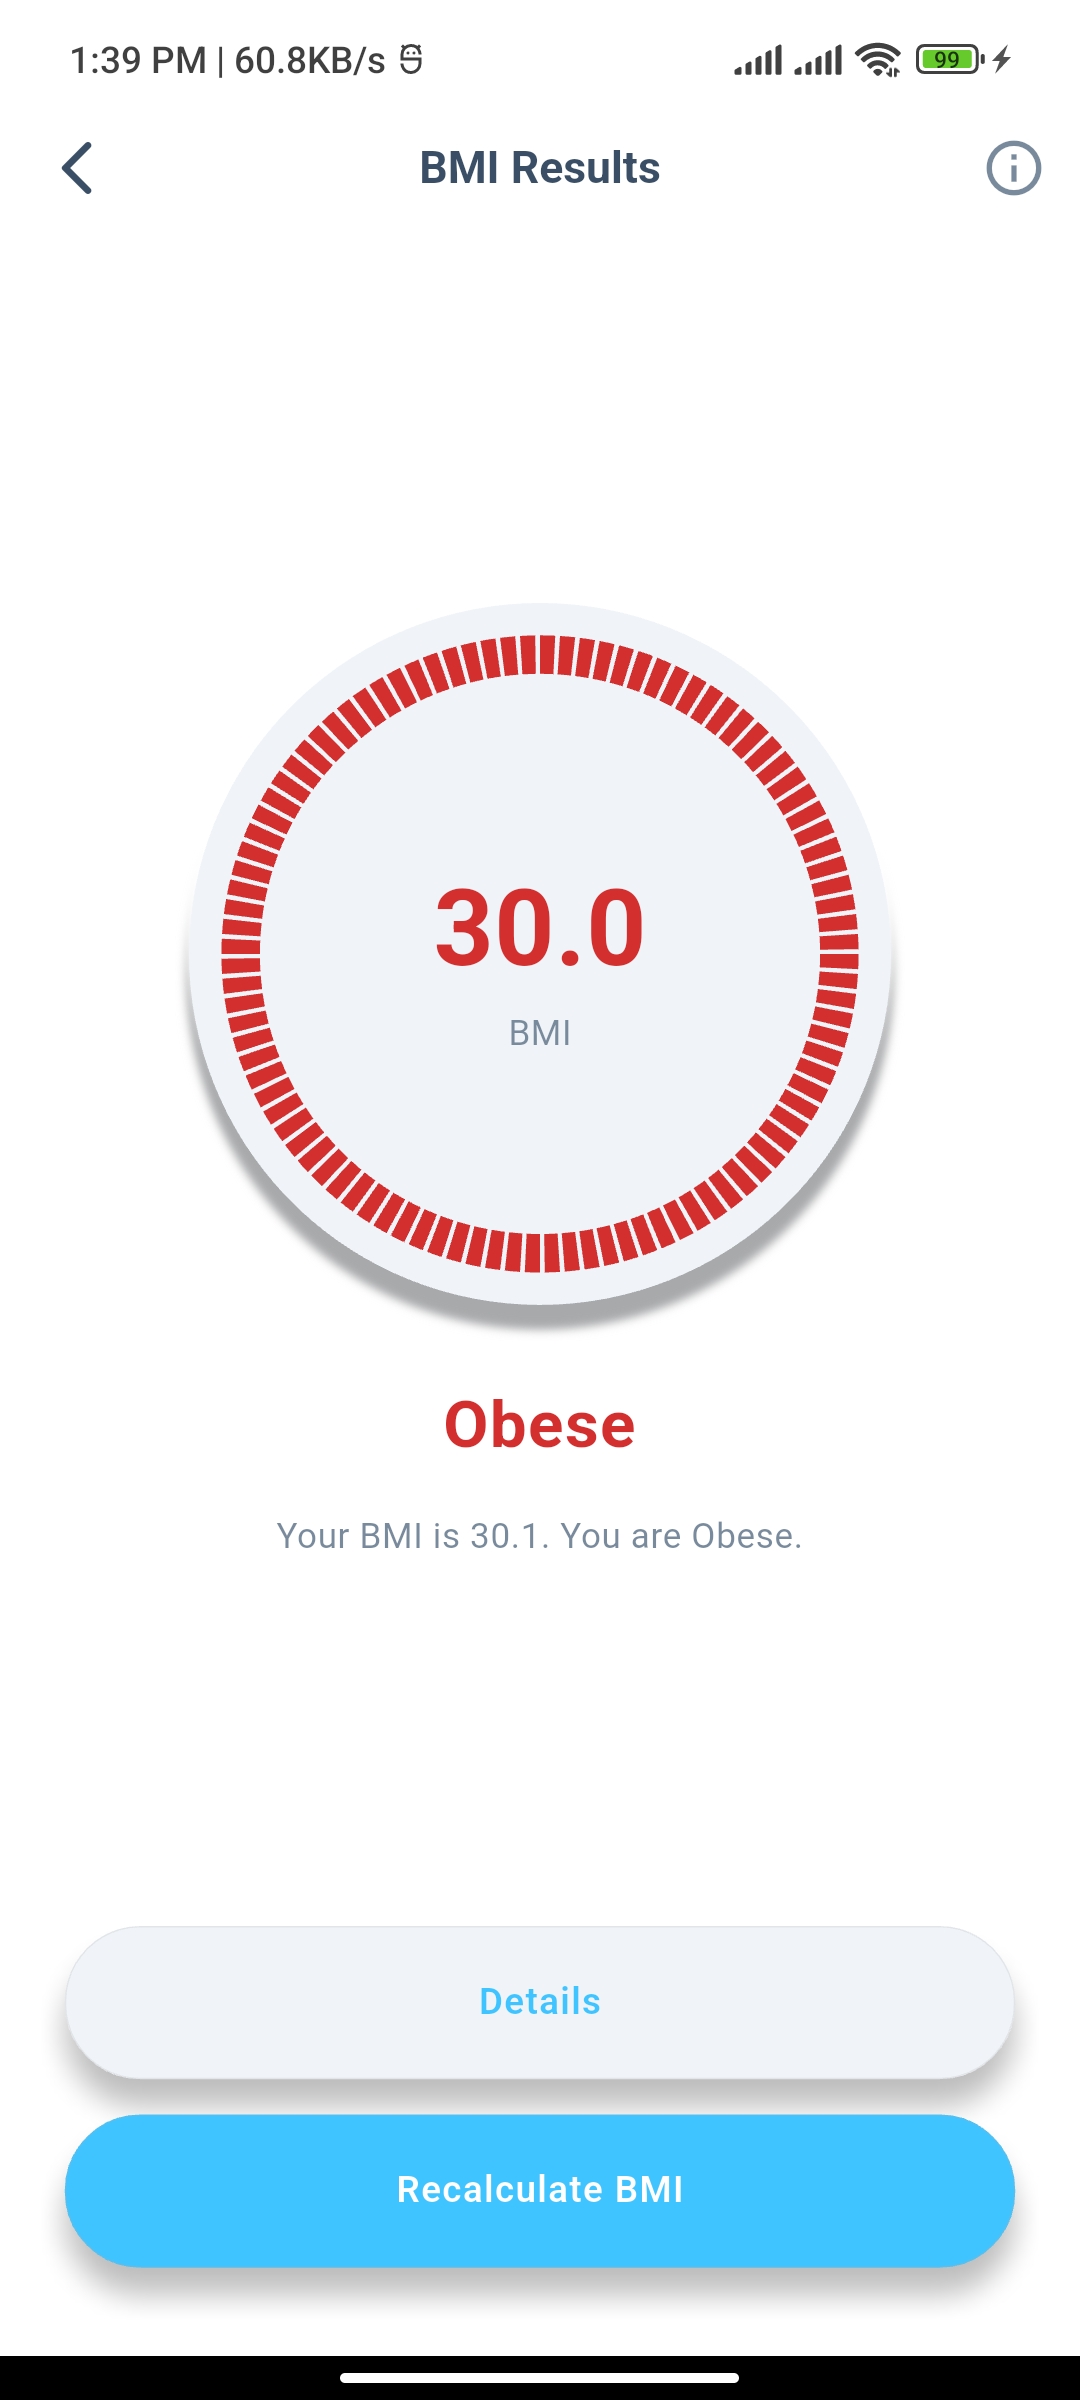 1:39 PM | 60.8KB/s
99
BMI Results
30.0
BMI
Obese
Your BMI is 30.1. You are Obese.
Details
Recalculate BMI